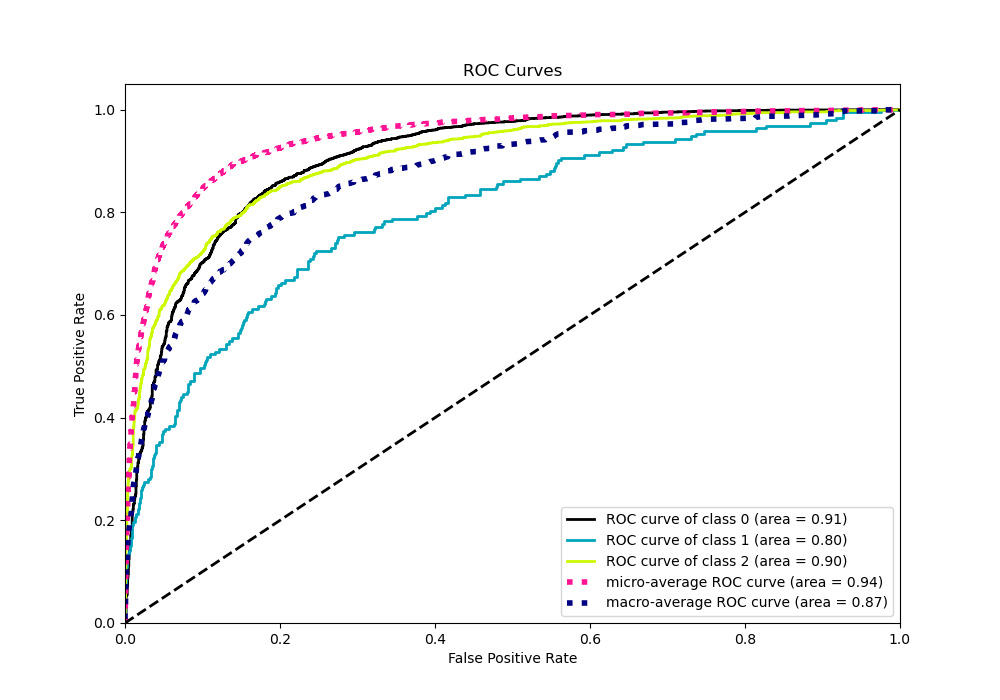 ROC Curves
True Positive Rate
1.0
0.8
0.6
0.4
0.2
0.0
0.0 0.2 0.4 0.6 0.8 1.0
False Positive Rate
ROC curve of class 0 (area = 0.91)
ROC curve of class 1 (area = 0.80)
ROC curve of class 2 (area = 0.90)
micro-average ROC curve (area = 0.94)
macro-average ROC curve (area = 0.87)